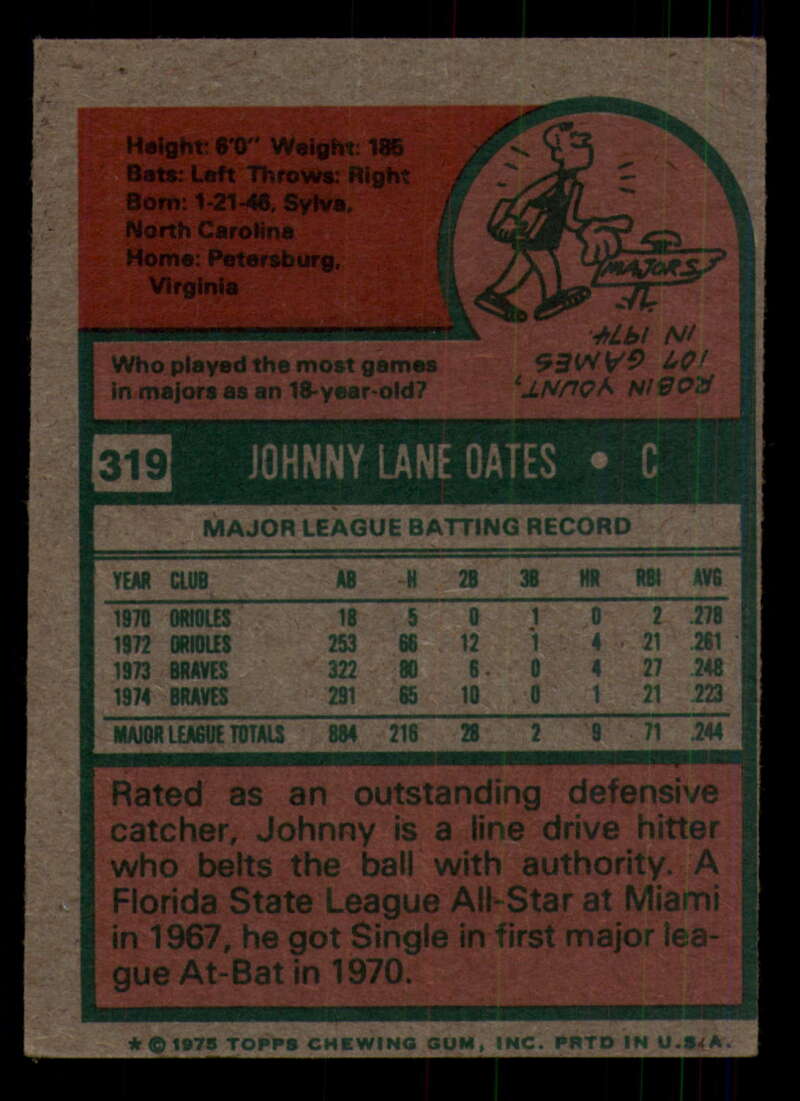 Height: 6'0" Weight: 185
Bats: Left Throws: Right
Born: 1-21-46, Sylva,
North Carolina
Home: Petersburg,
Virginia
MAJORS
Who played the most games
in majors as an 18-year-old?
ROBIN YOUNT,
107 GAMES
IN 1974.
319
JOHNNY LANE OATES • C
MAJOR LEAGUE BATTING RECORD
YEAR CLUB AB H 2B 3B HR RBI AVG
1970 ORIOLES 18 5 0 1 0 2 .278
1972 ORIOLES 253 66 12 1 4 21 .261
1973 BRAVES 322 80 6 0 4 27 .248
1974 BRAVES 291 65 10 0 1 21 .223
MAJOR LEAGUE TOTALS 884 216 28 2 9 71 .244
Rated as an outstanding defensive
catcher, Johnny is a line drive hitter
who belts the ball with authority. A
Florida State League All-Star at Miami
in 1967, he got Single in first major lea-
gue At-Bat in 1970.
* © 1975 TOPPS CHEWING GUM, INC. PRTD IN U.S.A.